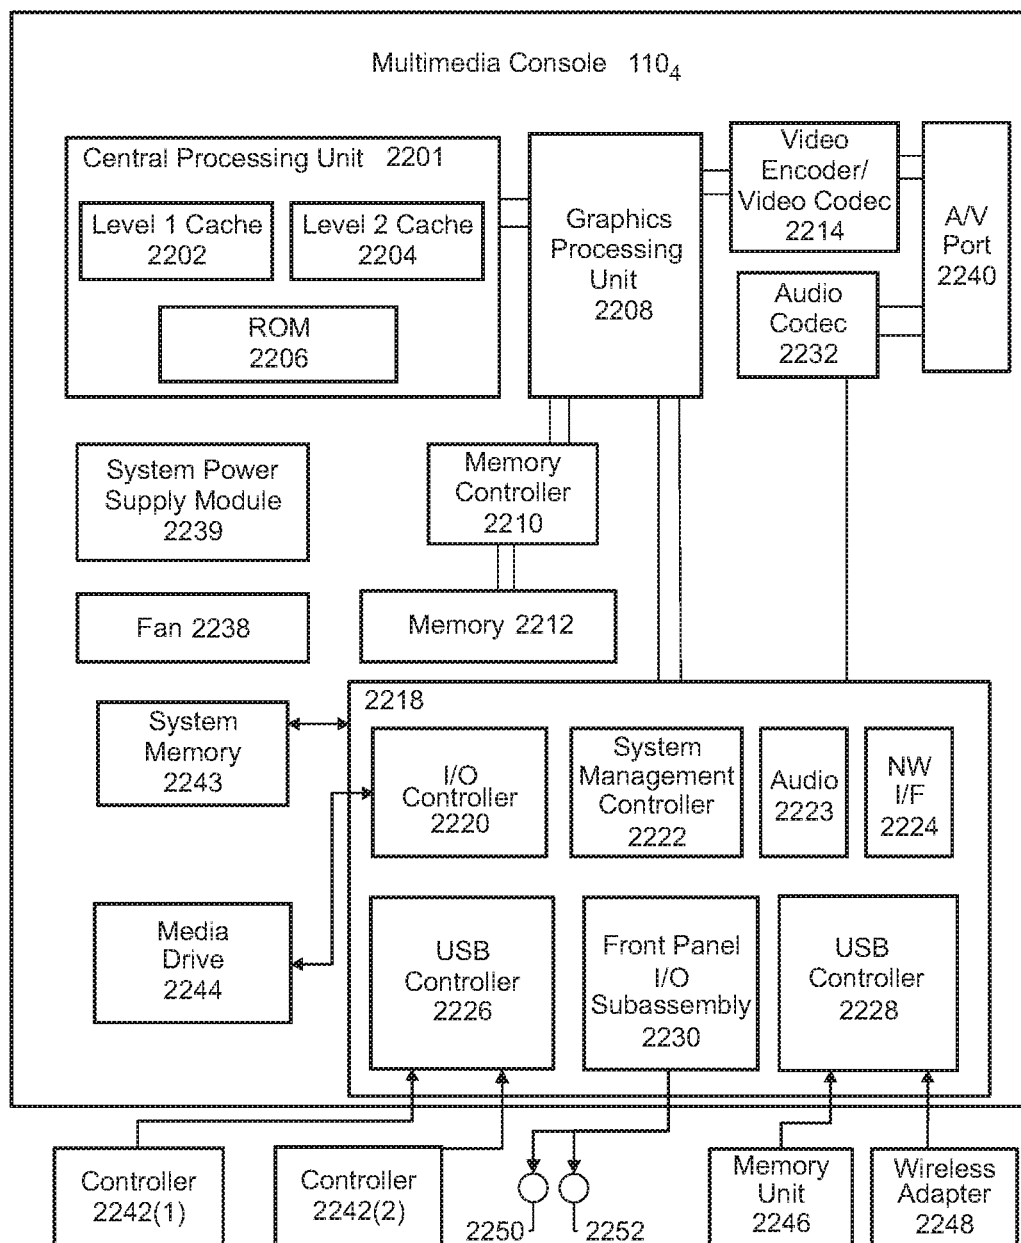 Multimedia Console 110₄
Central Processing Unit 2201
Level 1 Cache
2202
Level 2 Cache
2204
ROM
2206
Graphics
Processing
Unit
2208
Video
Encoder/
Video Codec
2214
A/V
Port
2240
Audio
Codec
2232
System Power
Supply Module
2239
Memory
Controller
2210
Fan 2238
Memory 2212
System
Memory
2243
2218
I/O
Controller
2220
System
Management
Controller
2222
Audio
2223
NW
I/F
2224
Media
Drive
2244
USB
Controller
2226
Front Panel
I/O
Subassembly
2230
USB
Controller
2228
Controller
2242(1)
Controller
2242(2)
2250
2252
Memory
Unit
2246
Wireless
Adapter
2248